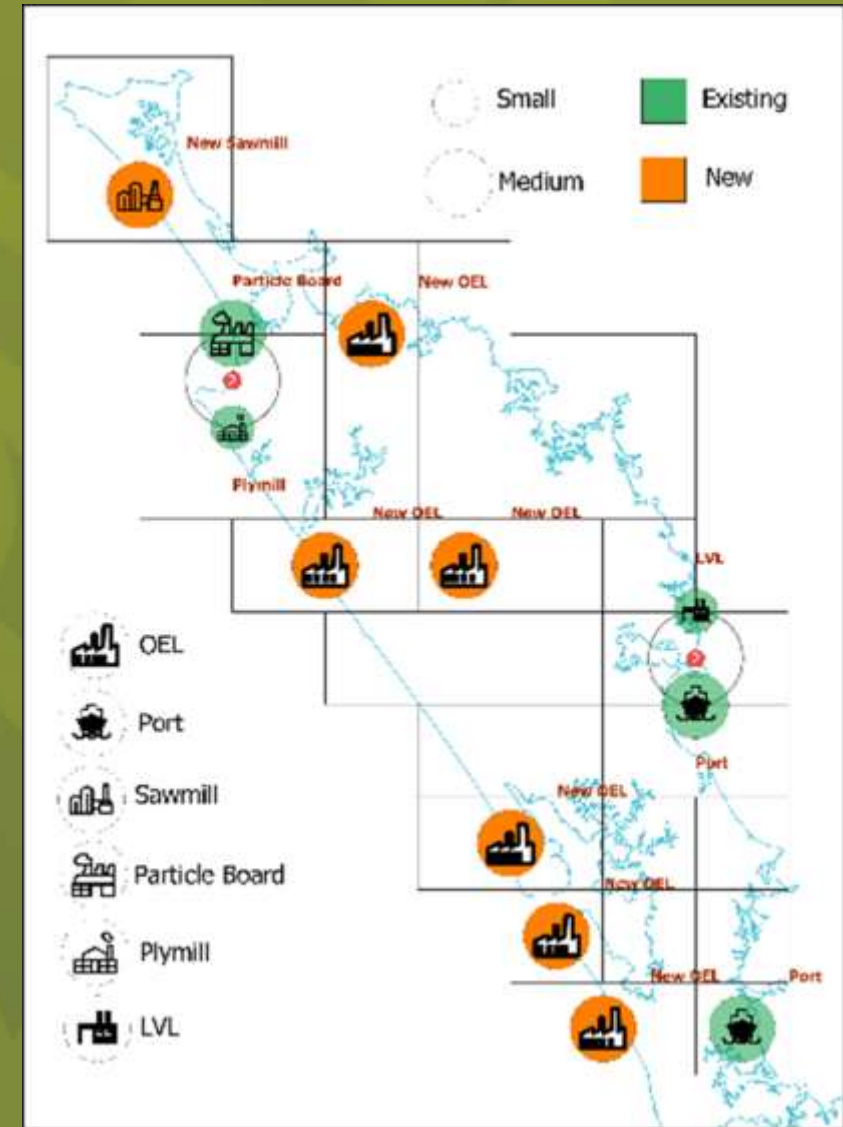 Small
Existing
New Sawmill
Medium
New
Particle Board
New OEL
Plymill
New OEL
New OEL
LVL
OEL
Port
Port
Sawmill
New OEL
Particle Board
New OEL
Plymill
New OEL
Port
LVL